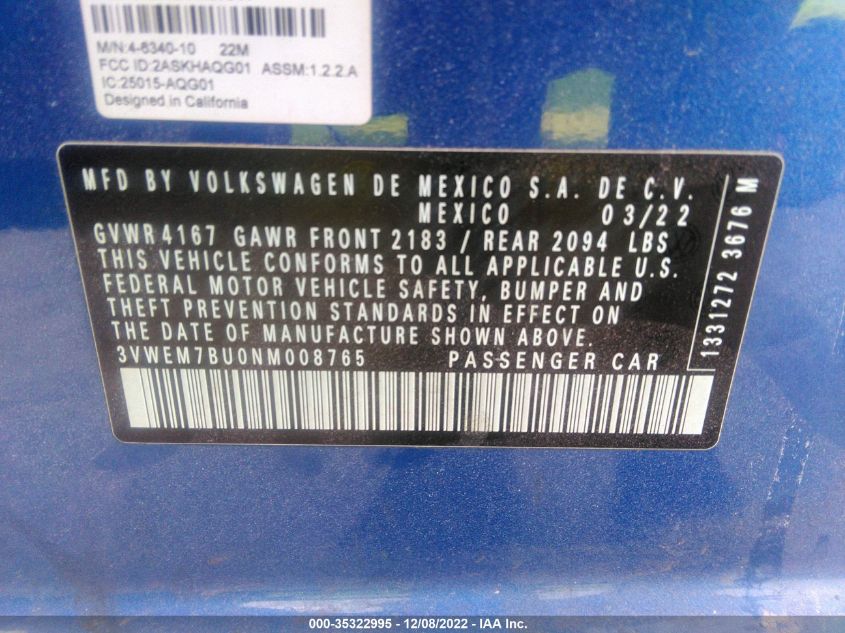 M/N:4-6340-10 22M
FCC ID:2ASKHAQG01 ASSM:1.2.2.A
IC:25015-AQG01
Designed in California
MFD BY VOLKSWAGEN DE MEXICO S.A. DE C.V.
MEXICO 03/22
GVWR 4167 GAWR FRONT 2183 / REAR 2094 LBS
THIS VEHICLE CONFORMS TO ALL APPLICABLE U.S.
FEDERAL MOTOR VEHICLE SAFETY, BUMPER AND
THEFT PREVENTION STANDARDS IN EFFECT ON
THE DATE OF MANUFACTURE SHOWN ABOVE.
3VWEM7BU0NM008765 PASSENGER CAR
1331272 3676 M
000-35322995 - 12/08/2022 - IAA Inc.